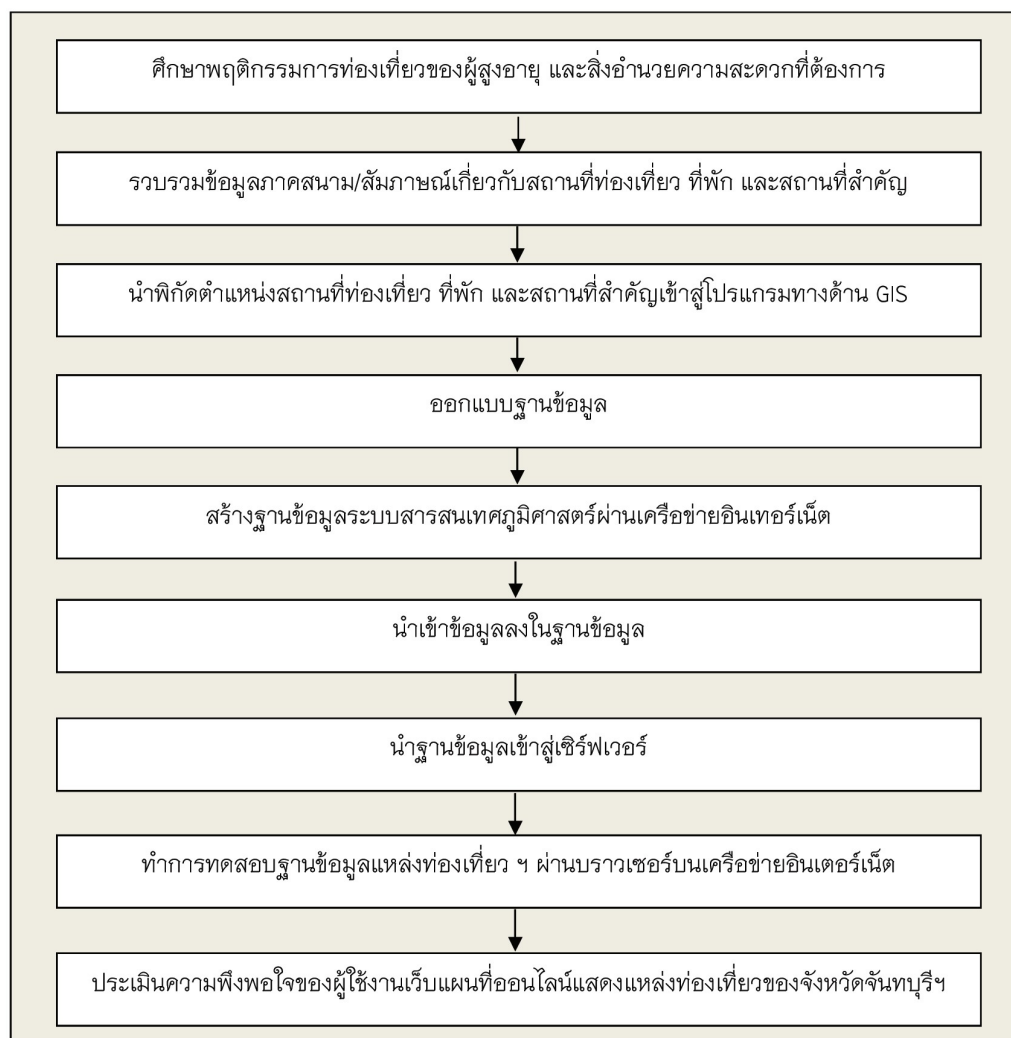 ศึกษาพฤติกรรมการท่องเที่ยวของผู้สูงอายุ และสิ่งอำนวยความสะดวกที่ต้องการ
รวบรวมข้อมูลภาคสนาม/สัมภาษณ์เกี่ยวกับสถานที่ท่องเที่ยว ที่พัก และสถานที่สำคัญ
นำพิกัดตำแหน่งสถานที่ท่องเที่ยว ที่พัก และสถานที่สำคัญเข้าสู่โปรแกรมทางด้าน GIS
ออกแบบฐานข้อมูล
สร้างฐานข้อมูลระบบสารสนเทศภูมิศาสตร์ผ่านเครือข่ายอินเทอร์เน็ต
นำเข้าข้อมูลลงในฐานข้อมูล
นำฐานข้อมูลเข้าสู่เซิร์ฟเวอร์
ทำการทดสอบฐานข้อมูลแหล่งท่องเที่ยว ฯ ผ่านบราวเซอร์บนเครือข่ายอินเตอร์เน็ต
ประเมินความพึงพอใจของผู้ใช้งานเว็บแผนที่ออนไลน์แสดงแหล่งท่องเที่ยวของจังหวัดจันทบุรีฯ